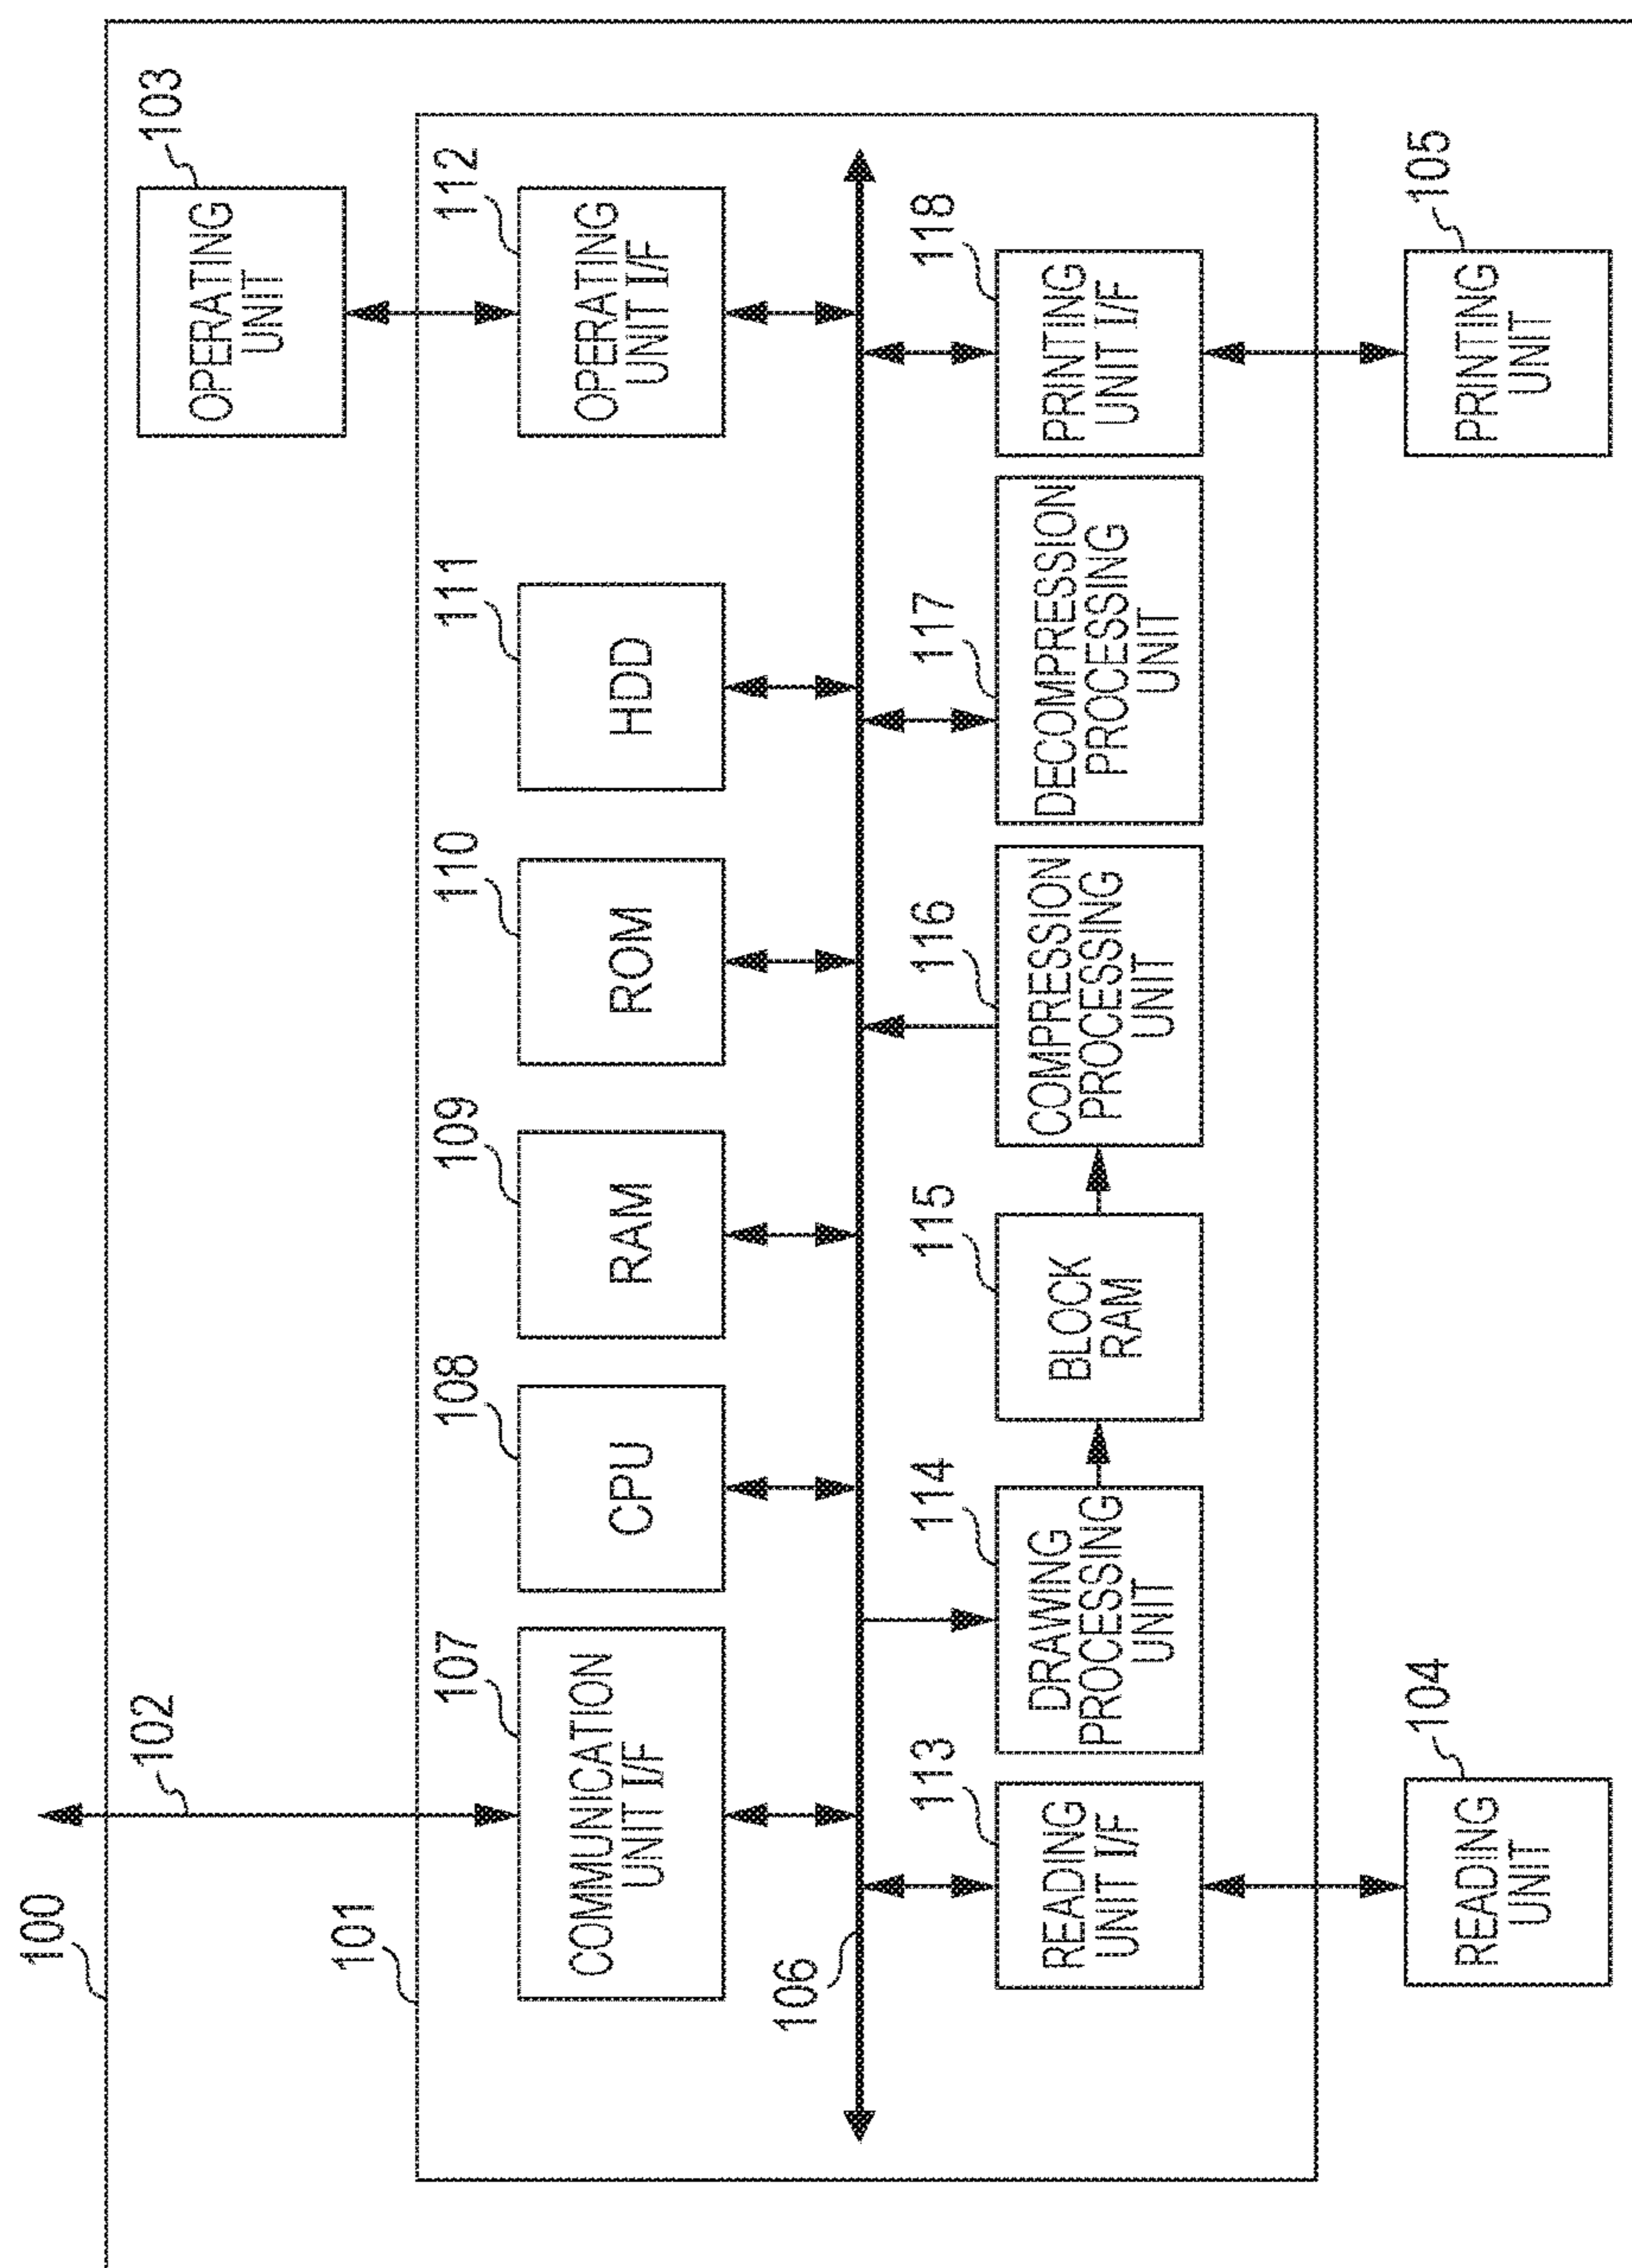 100
102
101
103
OPERATING
UNIT
107
COMMUNICATION
UNIT I/F
108
CPU
109
RAM
110
ROM
111
HDD
112
OPERATING
UNIT I/F
106
113
READING
UNIT I/F
114
DRAWING
PROCESSING
UNIT
115
BLOCK
RAM
116
COMPRESSION
PROCESSING
UNIT
117
DECOMPRESSION
PROCESSING
UNIT
118
PRINTING
UNIT I/F
104
READING
UNIT
105
PRINTING
UNIT